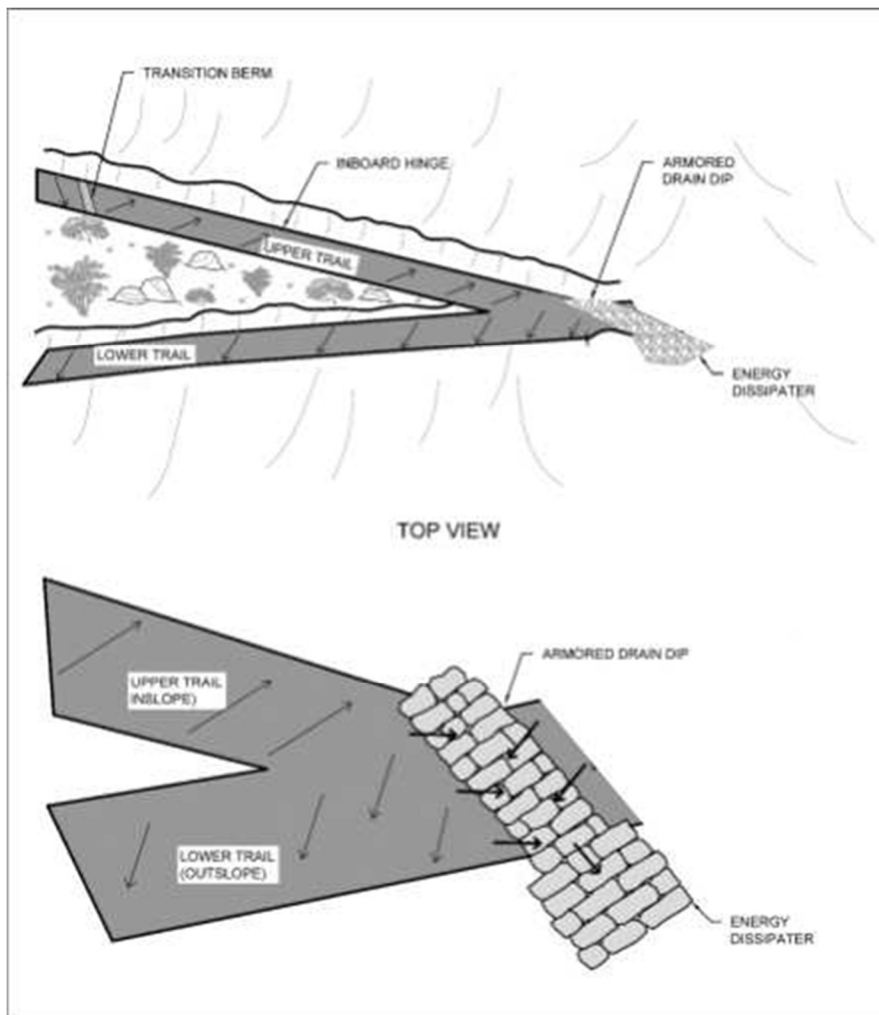 TRANSITION BERM
INBOARD HINGE
ARMORED
DRAIN DIP
UPPER TRAIL
LOWER TRAIL
ENERGY
DISSIPATER
TOP VIEW
ARMORED DRAIN DIP
UPPER TRAIL
INSLOPE)
LOWER TRAIL
(OUTSLOPE)
ENERGY
DISSIPATER